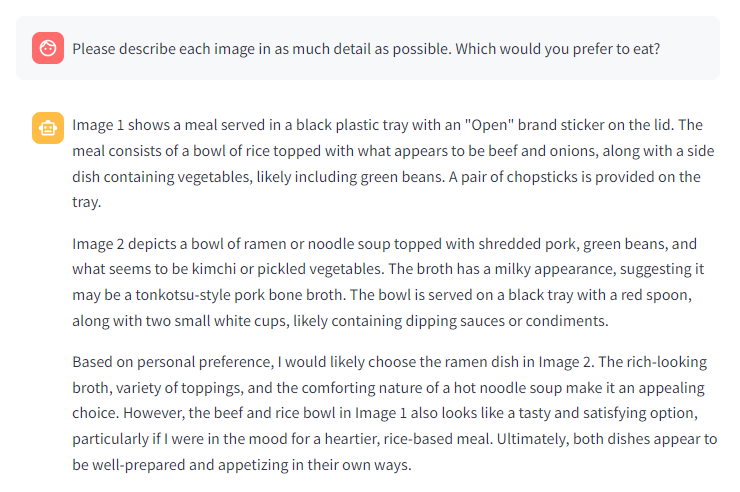 Please describe each image in as much detail as possible. Which would you prefer to eat?
Image 1 shows a meal served in a black plastic tray with an "Open" brand sticker on the lid. The
meal consists of a bowl of rice topped with what appears to be beef and onions, along with a side
dish containing vegetables, likely including green beans. A pair of chopsticks is provided on the
tray.
Image 2 depicts a bowl of ramen or noodle soup topped with shredded pork, green beans, and
what seems to be kimchi or pickled vegetables. The broth has a milky appearance, suggesting it
may be a tonkotsu-style pork bone broth. The bowl is served on a black tray with a red spoon,
along with two small white cups, likely containing dipping sauces or condiments.
Based on personal preference, I would likely choose the ramen dish in Image 2. The rich-looking
broth, variety of toppings, and the comforting nature of a hot noodle soup make it an appealing
choice. However, the beef and rice bowl in Image 1 also looks like a tasty and satisfying option,
particularly if I were in the mood for a heartier, rice-based meal. Ultimately, both dishes appear to
be well-prepared and appetizing in their own ways.